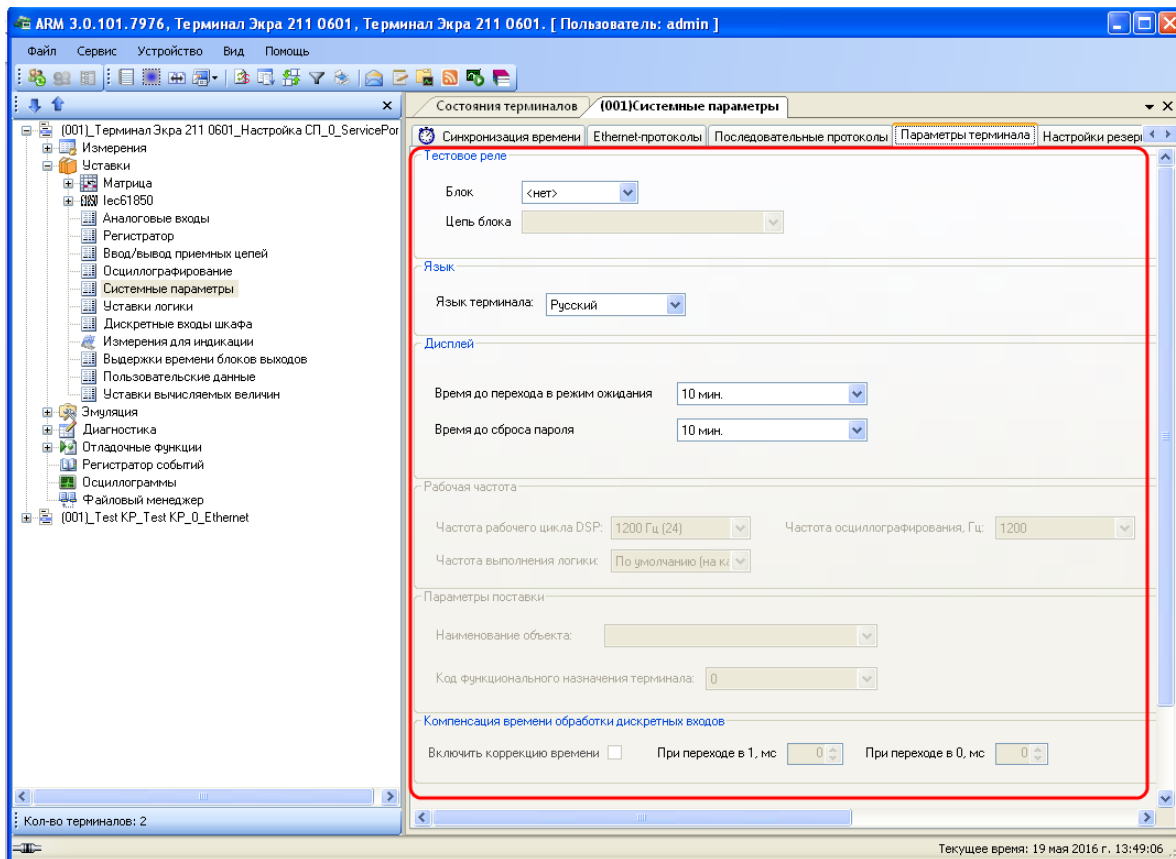 ARM 3.0.101.7976, Терминал Экра 211 0601, Терминал Экра 211 0601. [ Пользователь: admin ]
Файл Сервис Устройство Вид Помощь
Состояния терминалов (001)Системные параметры
Синхронизация времени Ethernet-протоколы Последовательные протоколы Параметры терминала Настройки резерв
(001)_Терминал Экра 211 0601_Настройка СП_0_ServicePor
Измерения
Уставки
Матрица
Iec61850
Аналоговые входы
Регистратор
Ввод/вывод приемных цепей
Осциллографирование
Системные параметры
Уставки логики
Дискретные входы шкафа
Измерения для индикации
Выдержки времени блоков выходов
Пользовательские данные
Уставки вычисляемых величин
Эмуляция
Диагностика
Отладочные функции
Регистратор событий
Осциллограммы
Файловый менеджер
(001)_Test KP_Test KP_0_Ethernet
Кол-во терминалов: 2
Тестовое реле
Блок <нет>
Цепь блока
Язык
Язык терминала: Русский
Дисплей
Время до перехода в режим ожидания 10 мин.
Время до сброса пароля 10 мин.
Рабочая частота
Частота рабочего цикла DSP: 1200 Гц (24) Частота осциллографирования, Гц: 1200
Частота выполнения логики: По умолчанию (на ка
Параметры поставки
Наименование объекта:
Код функционального назначения терминала: 0
Компенсация времени обработки дискретных входов
Включить коррекцию времени При переходе в 1, мс 0 При переходе в 0, мс 0
Текущее время: 19 мая 2016 г. 13:49:06